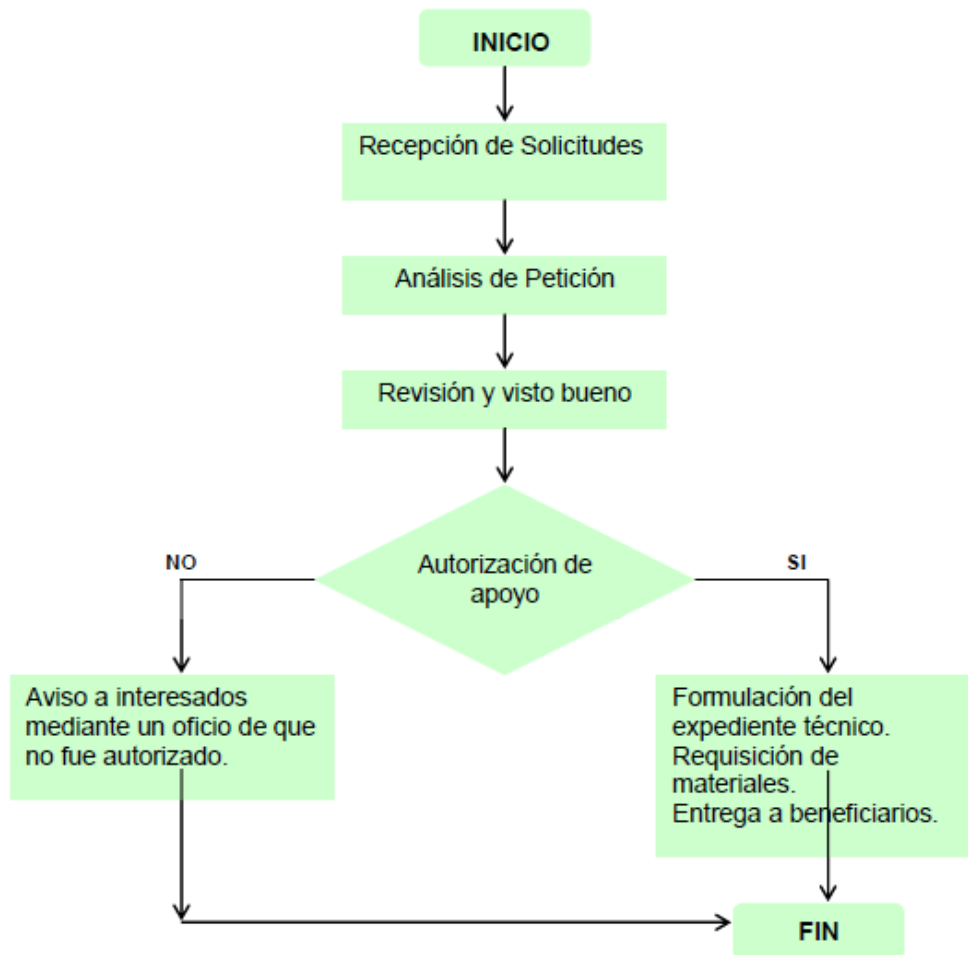 INICIO
Recepción de Solicitudes
Análisis de Petición
Revisión y visto bueno
Autorización de
apoyo
NO
SI
Aviso a interesados
mediante un oficio de que
no fue autorizado.
Formulación del
expediente técnico.
Requisición de
materiales.
Entrega a beneficiarios.
FIN